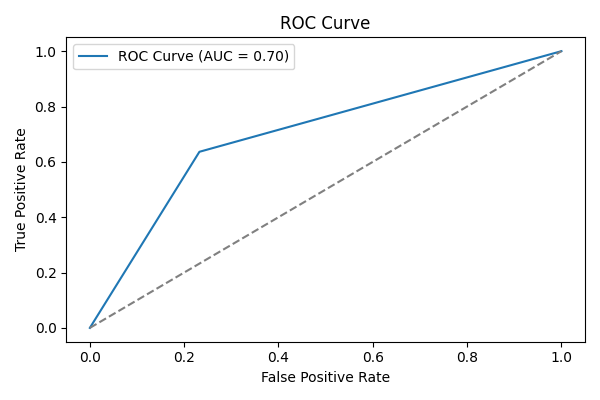 ROC Curve
ROC Curve (AUC = 0.70)
1.0
0.8
0.6
0.4
0.2
0.0
True Positive Rate
0.0 0.2 0.4 0.6 0.8 1.0
False Positive Rate